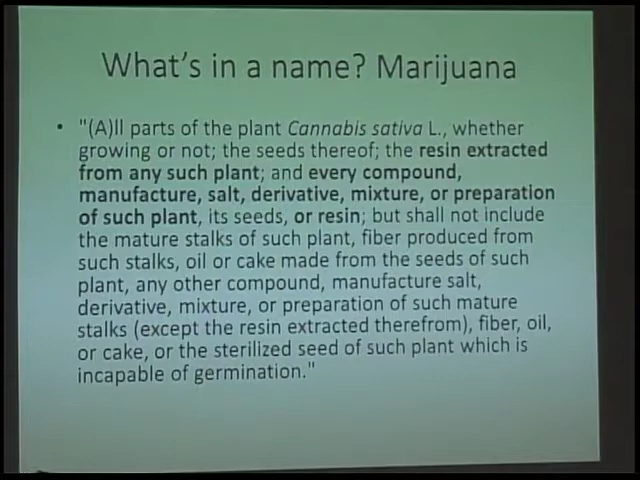 What's in a name? Marijuana
• "(A)ll parts of the plant Cannabis sativa L., whether
growing or not; the seeds thereof; the resin extracted
from any such plant; and every compound,
manufacture, salt, derivative, mixture, or preparation
of such plant, its seeds, or resin; but shall not include
the mature stalks of such plant, fiber produced from
such stalks, oil or cake made from the seeds of such
plant, any other compound, manufacture salt,
derivative, mixture, or preparation of such mature
stalks (except the resin extracted therefrom), fiber, oil,
or cake, or the sterilized seed of such plant which is
incapable of germination."